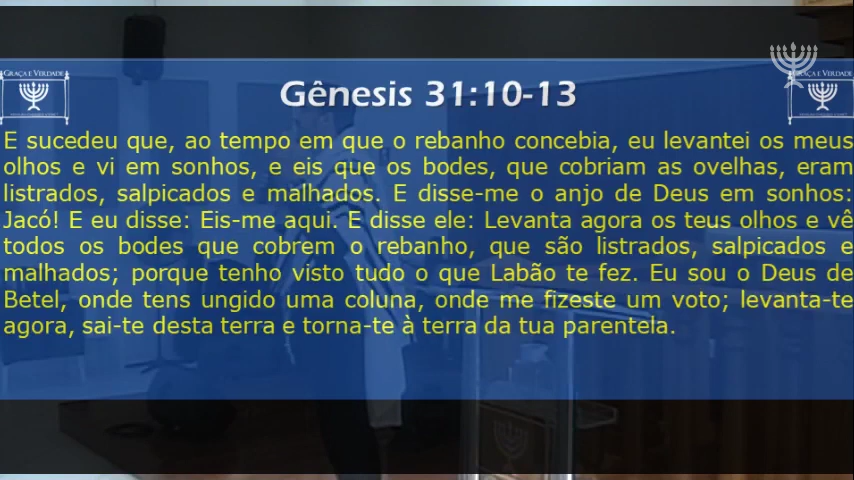 GRAÇA E VERDADE
GRAÇA E VERDADE
Gênesis 31:10-13
E sucedeu que, ao tempo em que o rebanho concebia, eu levantei os meus
olhos e vi em sonhos, e eis que os bodes, que cobriam as ovelhas, eram
listrados, salpicados e malhados. E disse-me o anjo de Deus em sonhos:
Jacó! E eu disse: Eis-me aqui. E disse ele: Levanta agora os teus olhos e vê
todos os bodes que cobrem o rebanho, que são listrados, salpicados e
malhados; porque tenho visto tudo o que Labão te fez. Eu sou o Deus de
Betel, onde tens ungido uma coluna, onde me fizeste um voto; levanta-te
agora, sai-te desta terra e torna-te à terra da tua parentela.